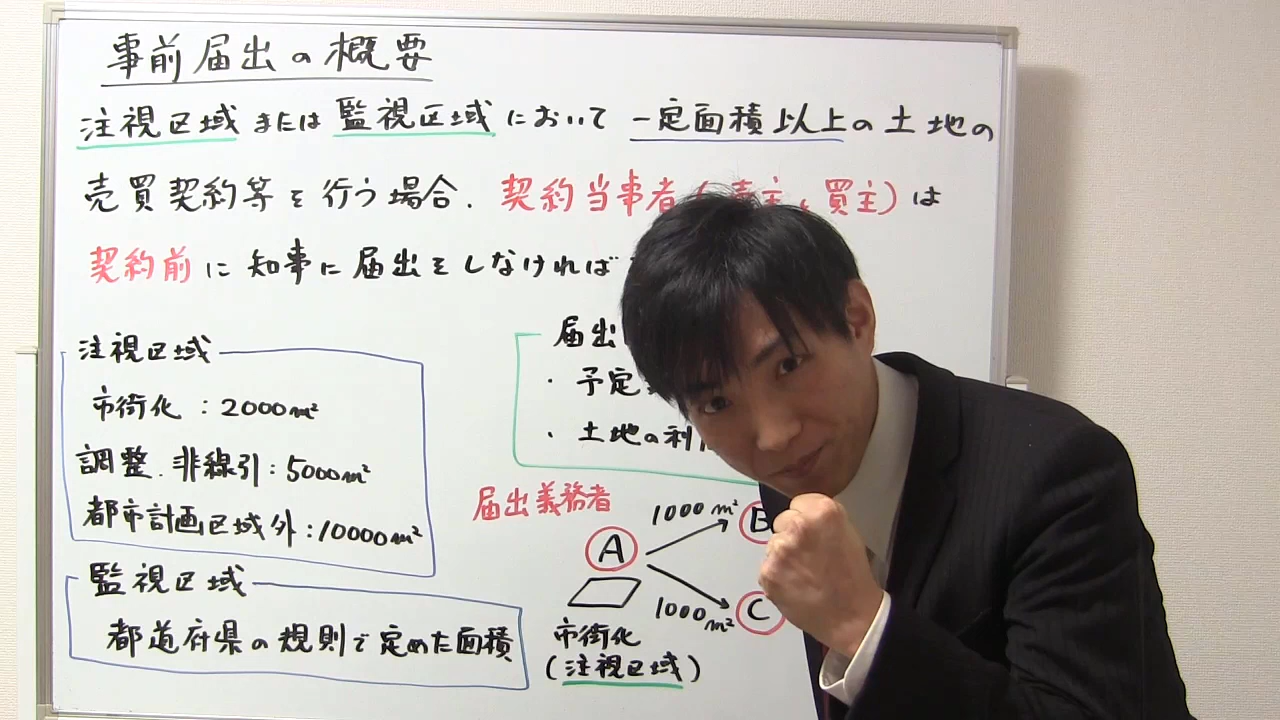 事前届出の概要
注視区域または監視区域において一定面積以上の土地の
売買契約等を行う場合、契約当事者(売主、買主)は
契約前に知事に届出をしなければ
注視区域
市街化：2000m²
調整、非線引：5000m²
都市計画区域外：10000m²
監視区域
都道府県の規則で定めた面積
届出
・予定
・土地の利
届出義務者
1000m²
A
B
1000m²
C
市街化
(注視区域)